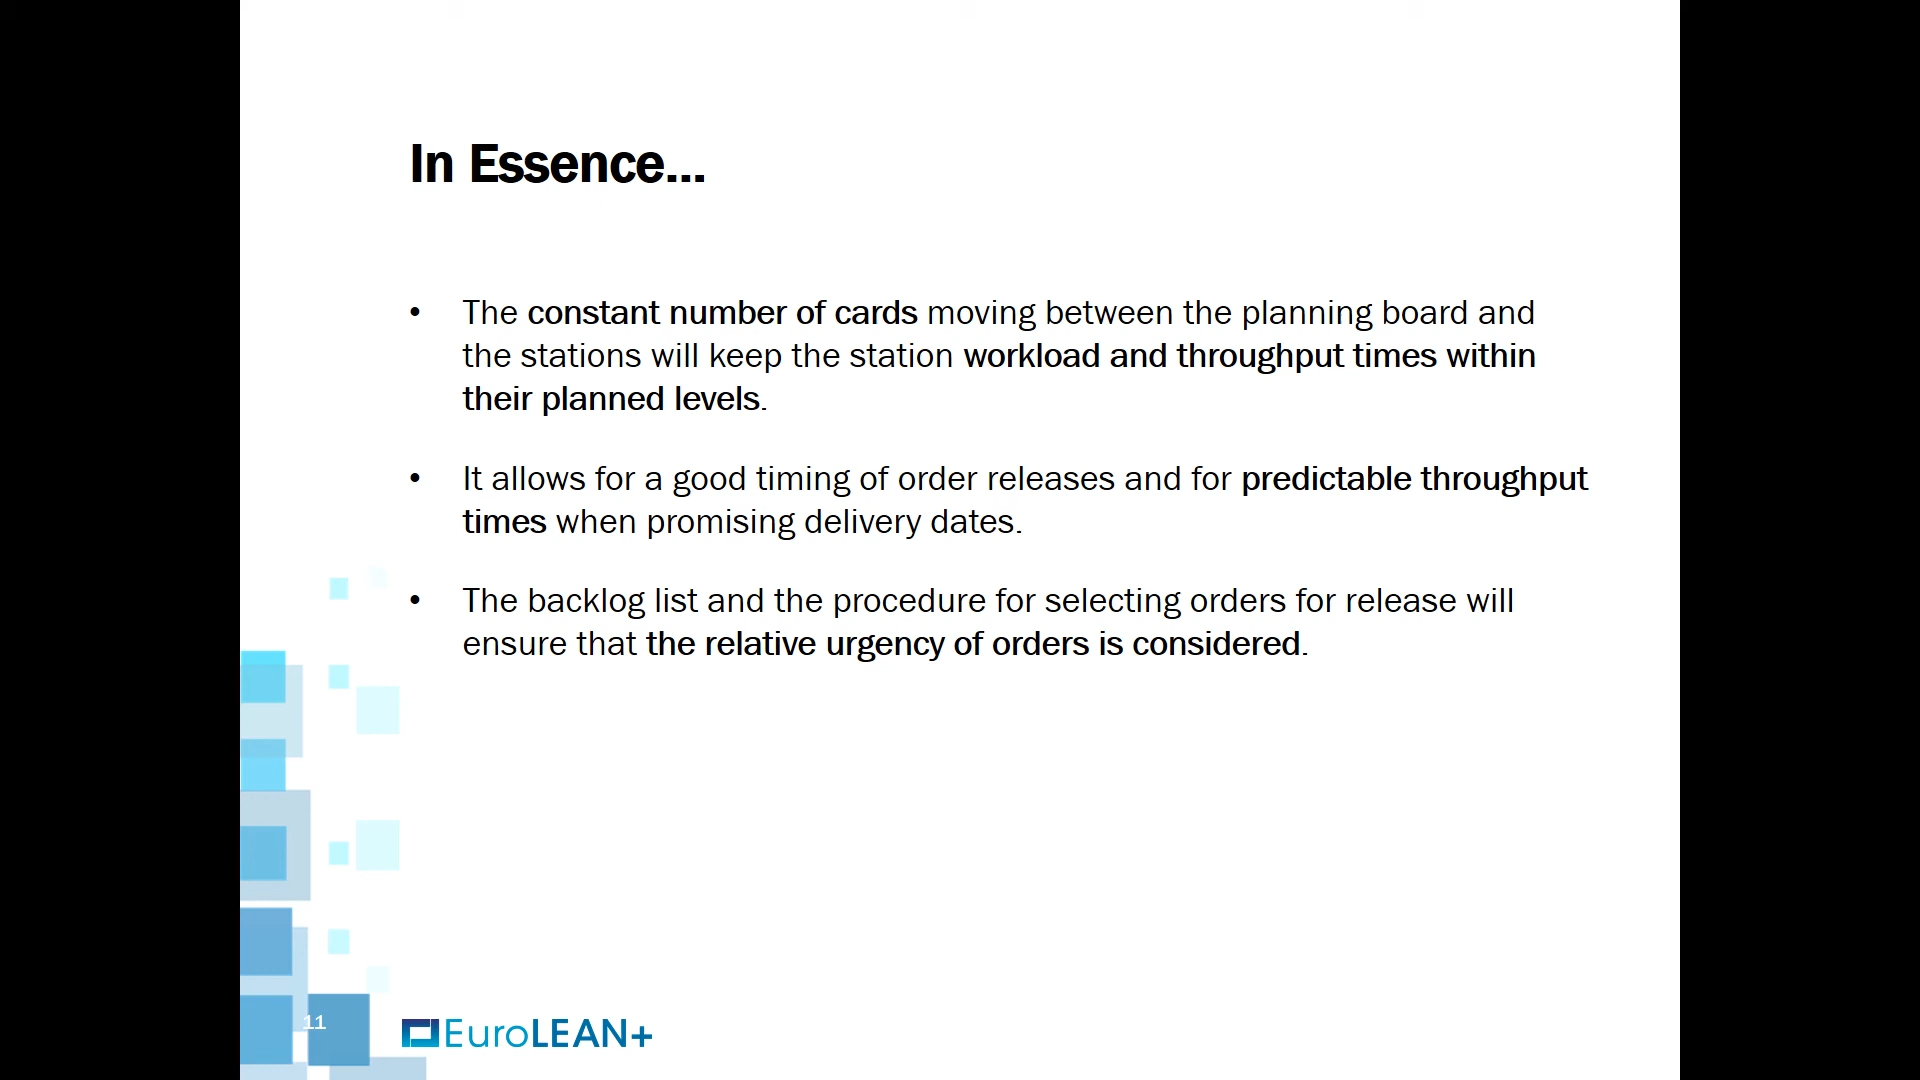 In Essence...
• The constant number of cards moving between the planning board and
the stations will keep the station workload and throughput times within
their planned levels.
• It allows for a good timing of order releases and for predictable throughput
times when promising delivery dates.
• The backlog list and the procedure for selecting orders for release will
ensure that the relative urgency of orders is considered.
11
EuroLEAN+